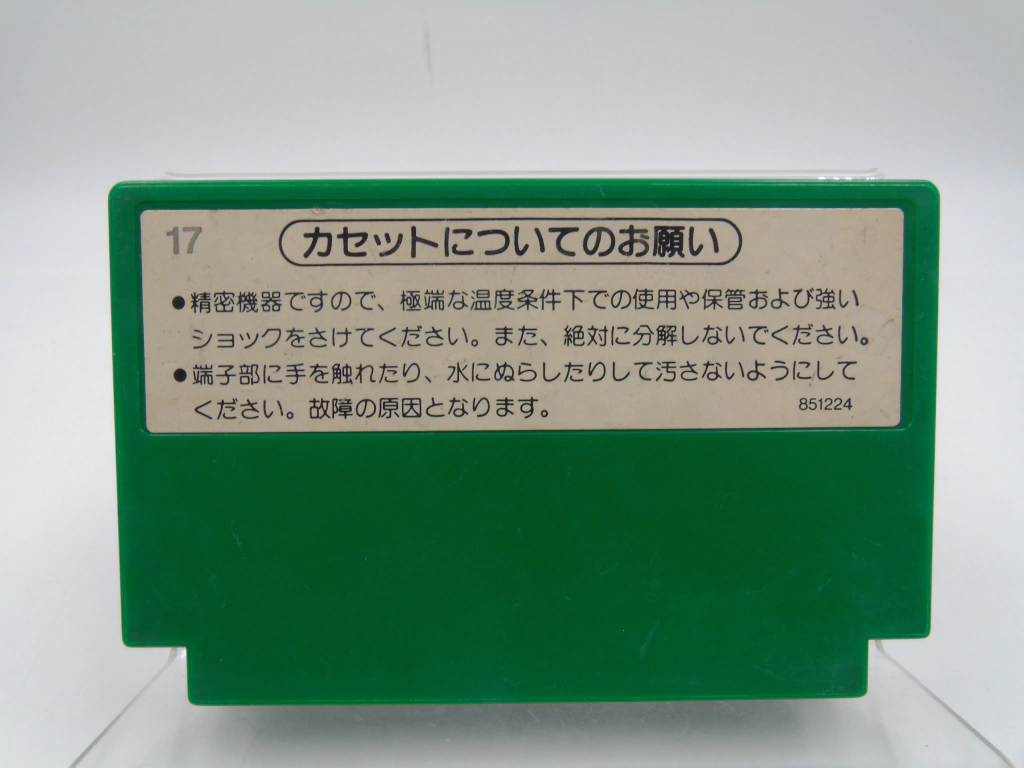 17
カセットについてのお願い
●精密機器ですので、極端な温度条件下での使用や保管および強い
ショックをさけてください。また、絶対に分解しないでください。
●端子部に手を触れたり、水にぬらしたりして汚さないようにして
ください。故障の原因となります。
851224